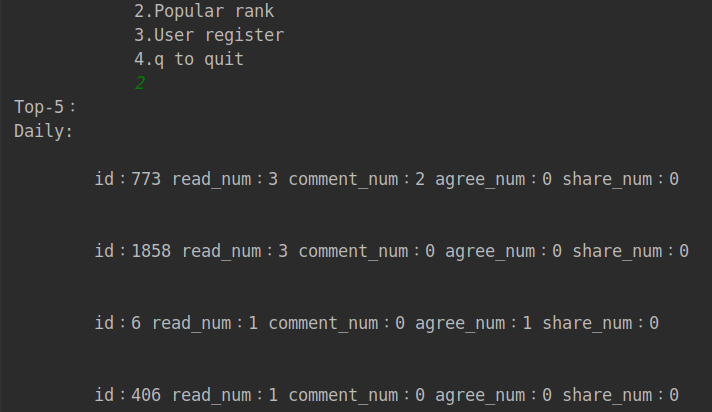 2.Popular rank
3.User register
4.q to quit
2
Top-5：
Daily:
id：773 read_num：3 comment_num：2 agree_num：0 share_num：0
id：1858 read_num：3 comment_num：0 agree_num：0 share_num：0
id：6 read_num：1 comment_num：0 agree_num：1 share_num：0
id：406 read_num：1 comment_num：0 agree_num：0 share_num：0